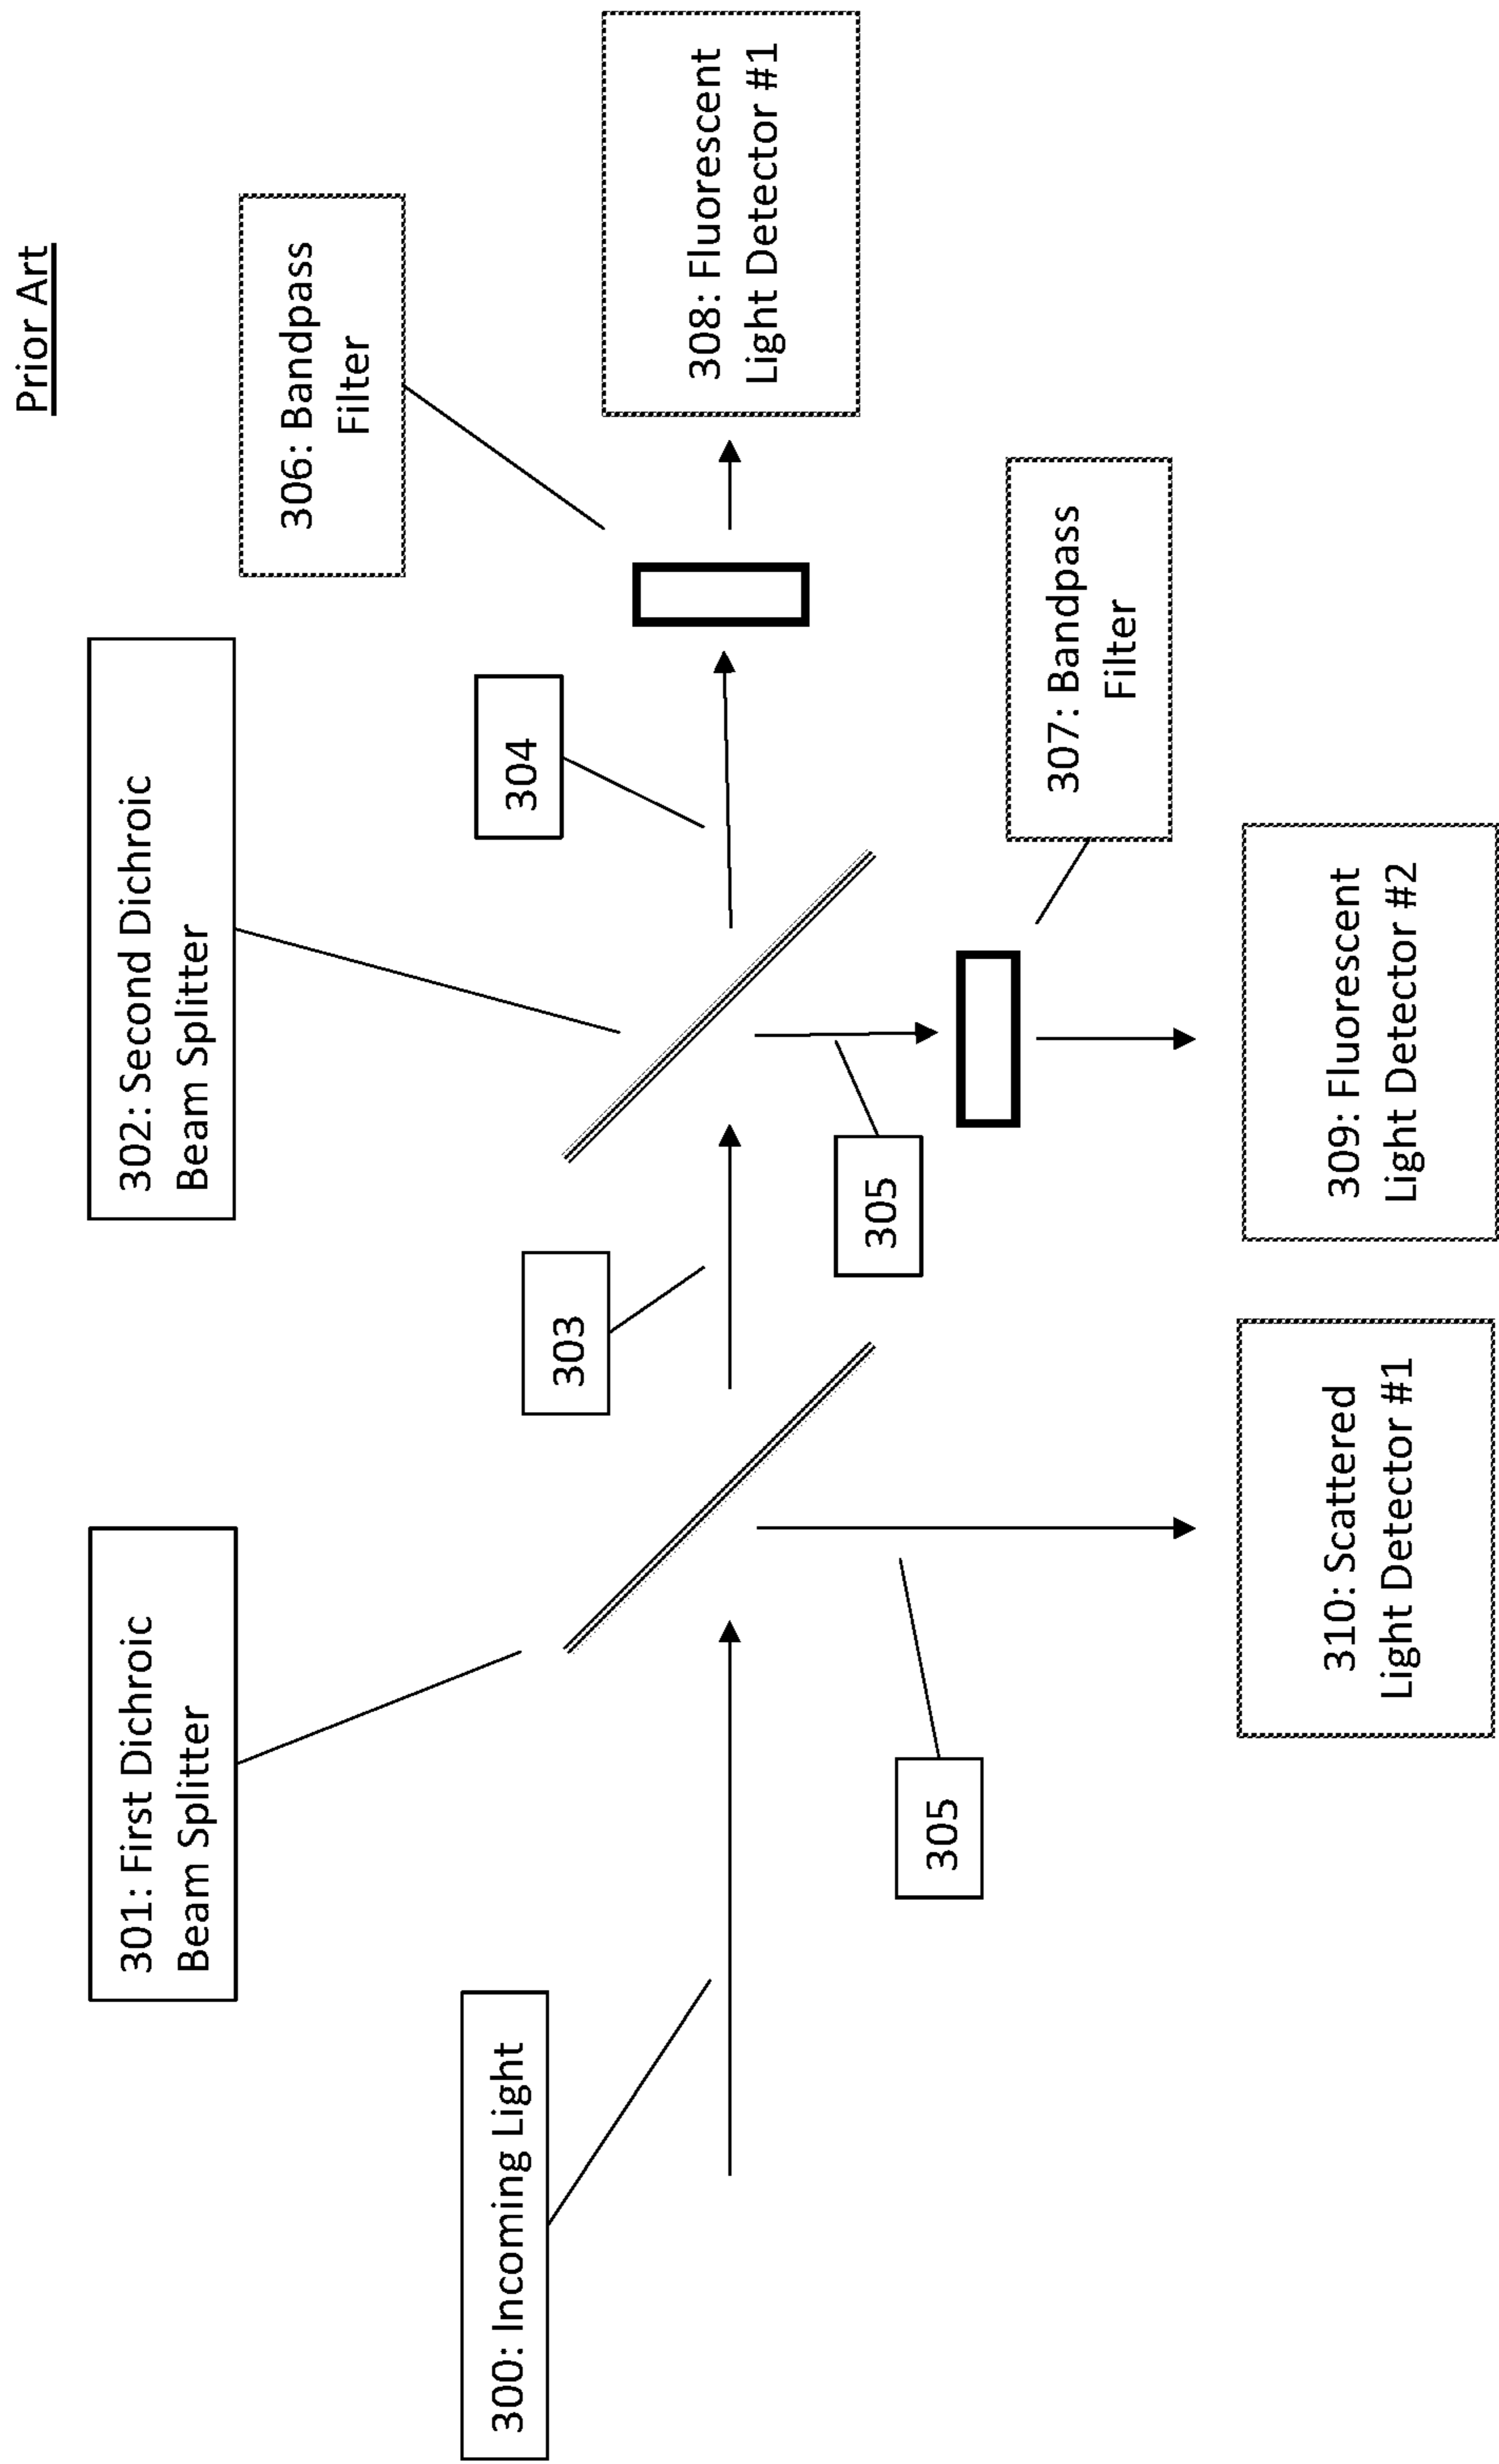 Prior Art
301: First Dichroic
Beam Splitter
302: Second Dichroic
Beam Splitter
306: Bandpass
Filter
300: Incoming Light
303
304
308: Fluorescent
Light Detector #1
305
305
307: Bandpass
Filter
310: Scattered
Light Detector #1
309: Fluorescent
Light Detector #2